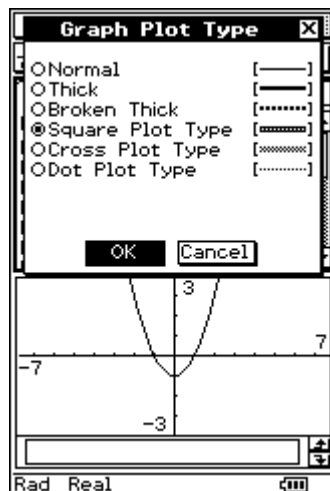 Graph Plot Type
Normal
Thick
Broken Thick
Square Plot Type
Cross Plot Type
Dot Plot Type
OK Cancel
3
7
-7
-3
Rad Real